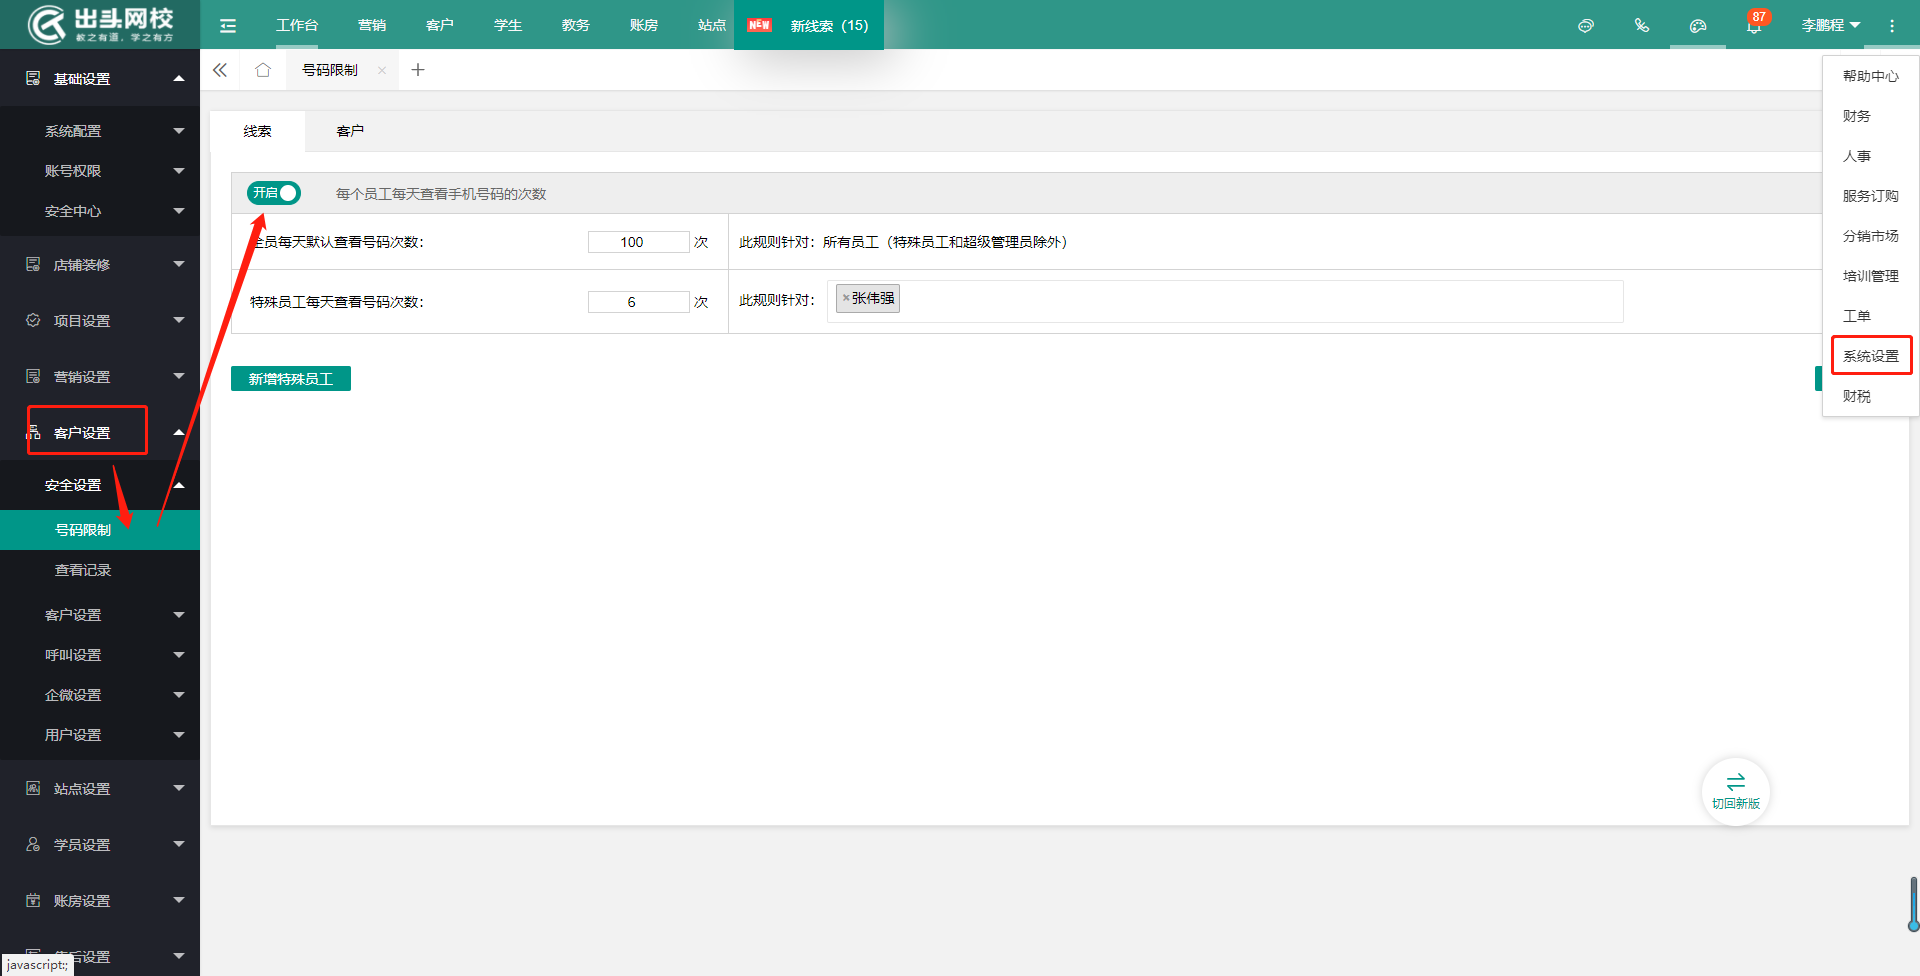 出头网校
教之有道，学之有方
工作台
营销
客户
学生
教务
账房
站点
NEW
新线索（15）
87
李鹏程
基础设置
系统配置
账号权限
安全中心
店铺装修
项目设置
营销设置
客户设置
安全设置
号码限制
查看记录
客户设置
呼叫设置
企微设置
用户设置
站点设置
学员设置
账房设置
售后设置
javascript:;
号码限制
线索
客户
开启
每个员工每天查看手机号码的次数
全员每天默认查看号码次数：
100
次
此规则针对：所有员工（特殊员工和超级管理员除外）
特殊员工每天查看号码次数：
6
次
此规则针对：
×张伟强
新增特殊员工
帮助中心
财务
人事
服务订购
分销市场
培训管理
工单
系统设置
财税
切回新版